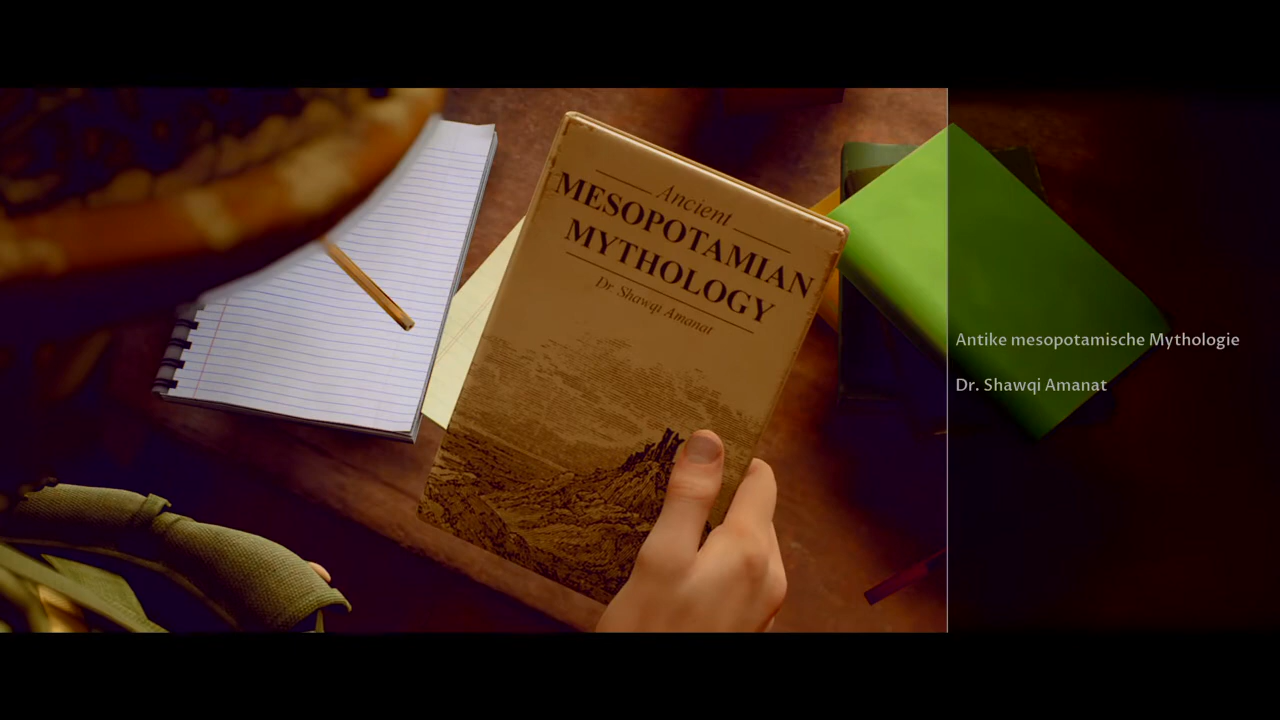 Ancient
MESOPOTAMIAN
MYTHOLOGY
Dr. Shawqi Amanat
Antike mesopotamische Mythologie
Dr. Shawqi Amanat